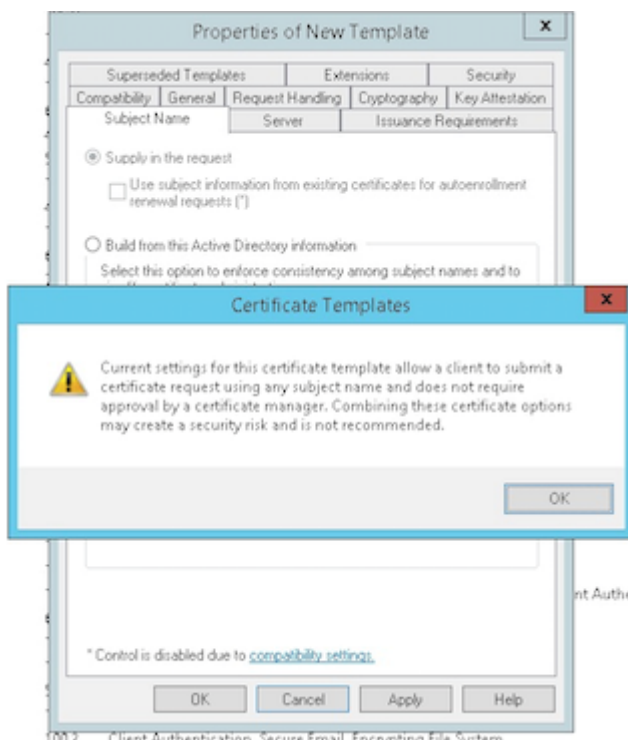 Properties of New Template
x
Superseded Templates Extensions Security
Compatibility General Request Handling Cryptography Key Attestation
Subject Name Server Issuance Requirements
Supply in the request
Use subject information from existing certificates for autoenrollment
renewal requests (*)
Build from this Active Directory information
Select this option to enforce consistency among subject names and to
Certificate Templates
x
Current settings for this certificate template allow a client to submit a
certificate request using any subject name and does not require
approval by a certificate manager. Combining these certificate options
may create a security risk and is not recommended.
OK
nt Authe
* Control is disabled due to compatibility settings.
OK Cancel Apply Help
Client Authentication, Secure Email, Encrypting File System